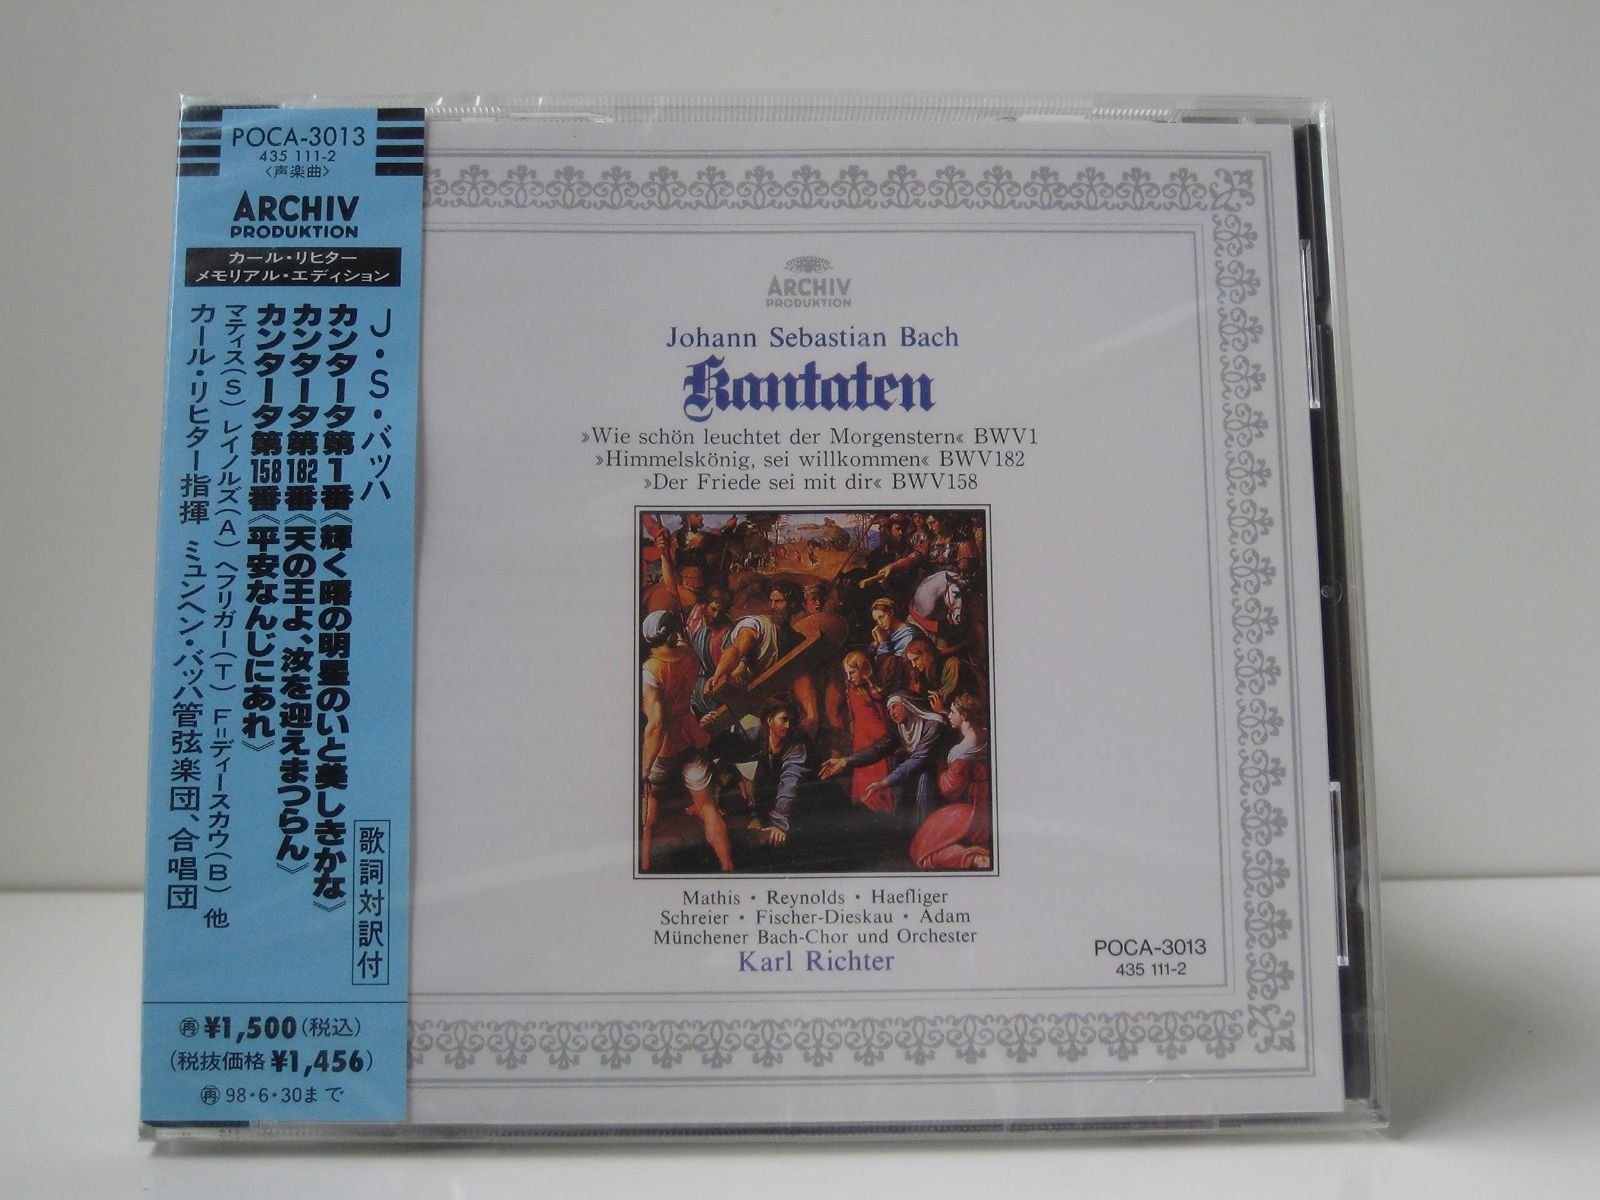 POCA-3013
435 111-2
〈声楽曲〉
ARCHIV
PRODUKTION
カール・リヒター
メモリアル・エディション
J・S・バッハ
カンタータ第1番《輝く曙の明星のいと美しきかな》
カンタータ第182番《天の王よ、汝を迎えまつらん》
カンタータ第158番《平安なんじにあれ》
マティス(S) レイノルズ(A) ヘフリガー(T) F=ディースカウ(B) 他
カール・リヒター指揮 ミュンヘン・バッハ管弦楽団、合唱団
歌詞対訳付
再 ¥1,500(税込)
(税抜価格 ¥1,456)
再 98・6・30まで
ARCHIV
PRODUKTION
Johann Sebastian Bach
Kantaten
»Wie schön leuchtet der Morgenstern« BWV1
»Himmelskönig, sei willkommen« BWV182
»Der Friede sei mit dir« BWV158
Mathis • Reynolds • Haefliger
Schreier • Fischer-Dieskau • Adam
Münchener Bach-Chor und Orchester
Karl Richter
POCA-3013
435 111-2